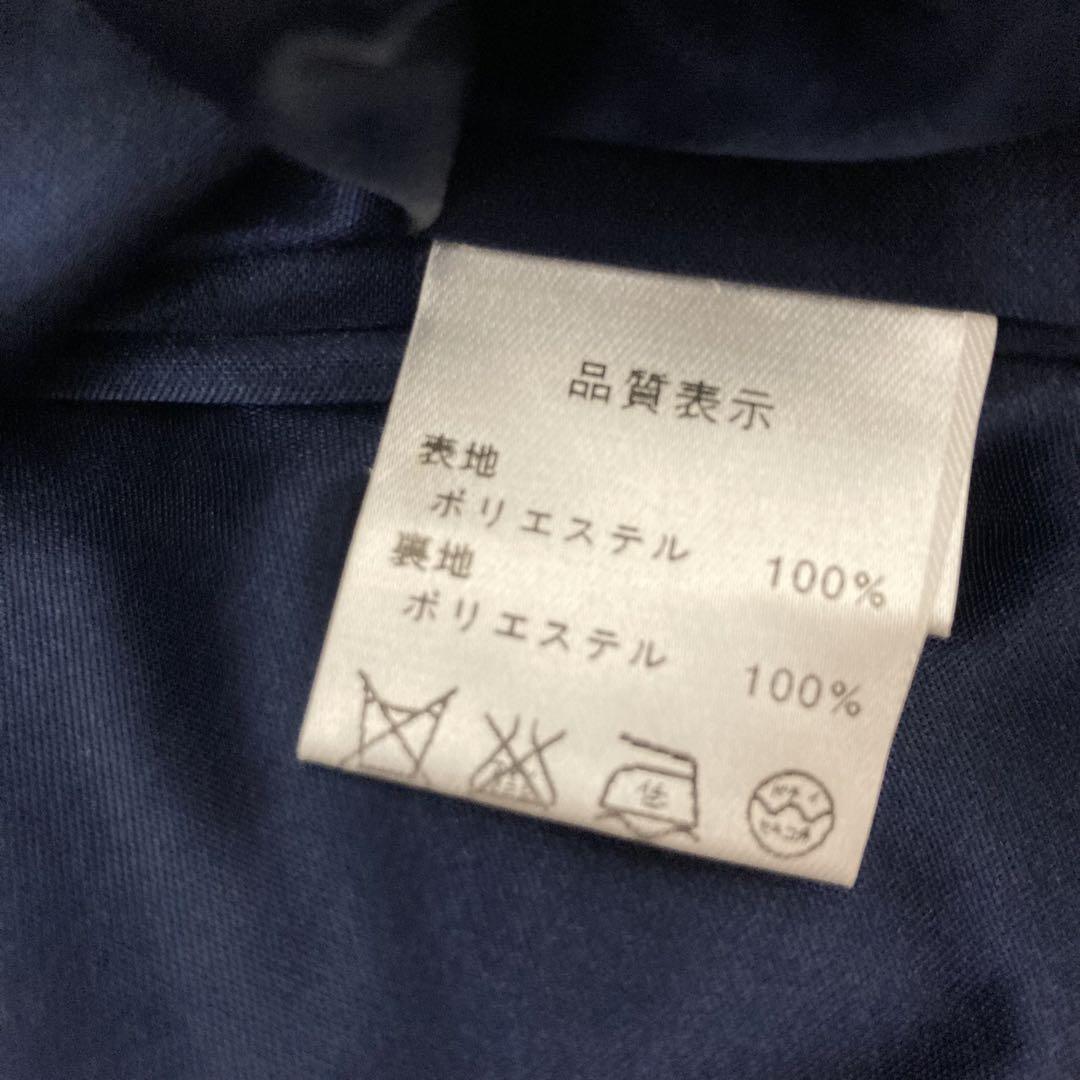 品質表示
表地
ポリエステル 100%
裏地
ポリエステル 100%
低